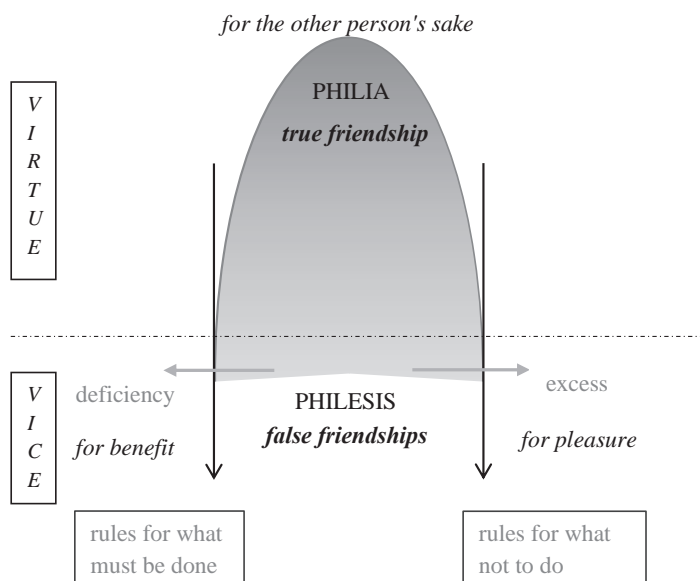 for the other person's sake
PHILIA
true friendship
V
I
R
T
U
E
V
I
C
E
deficiency
for benefit
PHILESIS
false friendships
excess
for pleasure
rules for what
must be done
rules for what
not to do